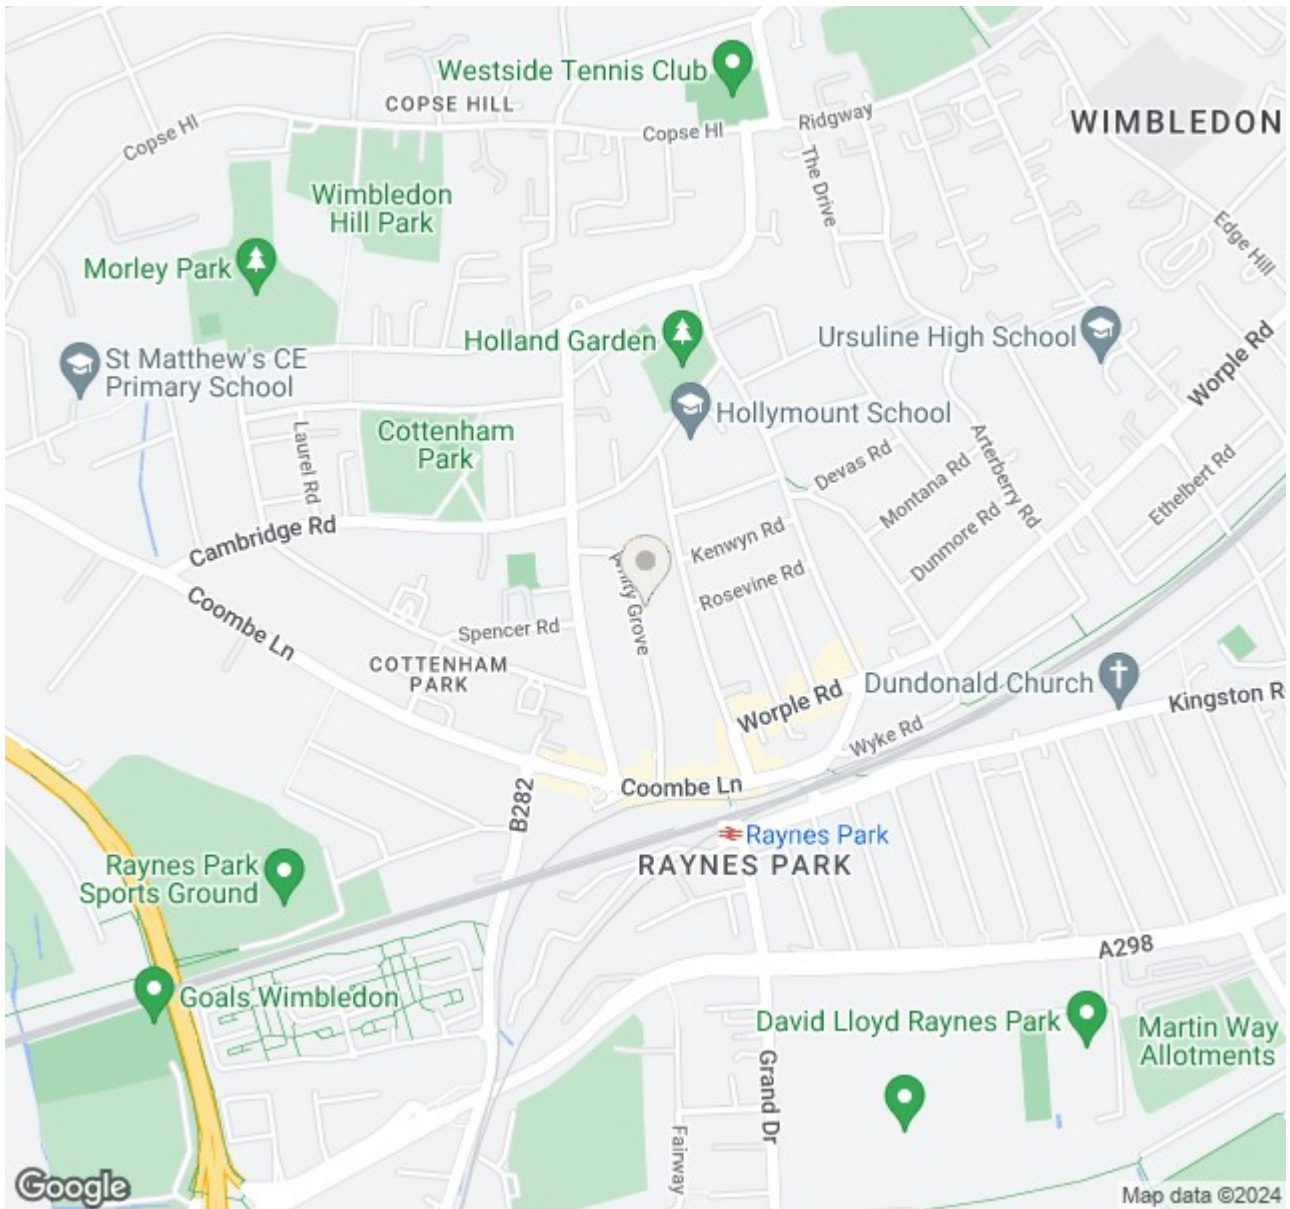 Westside Tennis Club
COPSE HILL
Copse Hl
Copse Hl
Ridgway
WIMBLEDON
The Drive
Wimbledon
Hill Park
Edge Hill
Morley Park
Holland Garden
Ursuline High School
Worple Rd
St Matthew's CE
Primary School
Hollymount School
Laurel Rd
Cottenham
Park
Devas Rd
Montana Rd
Arterberry Rd
Ethelbert Rd
Cambridge Rd
Kenwyn Rd
Dunmore Rd
Rosevine Rd
Grove
Coombe Ln
Spencer Rd
COTTENHAM
PARK
Worple Rd
Dundonald Church
Kingston R
Wyke Rd
Coombe Ln
B282
Raynes Park
RAYNES PARK
Raynes Park
Sports Ground
A298
Goals Wimbledon
David Lloyd Raynes Park
Martin Way
Allotments
Grand Dr
Fairway
Google
Map data ©2024